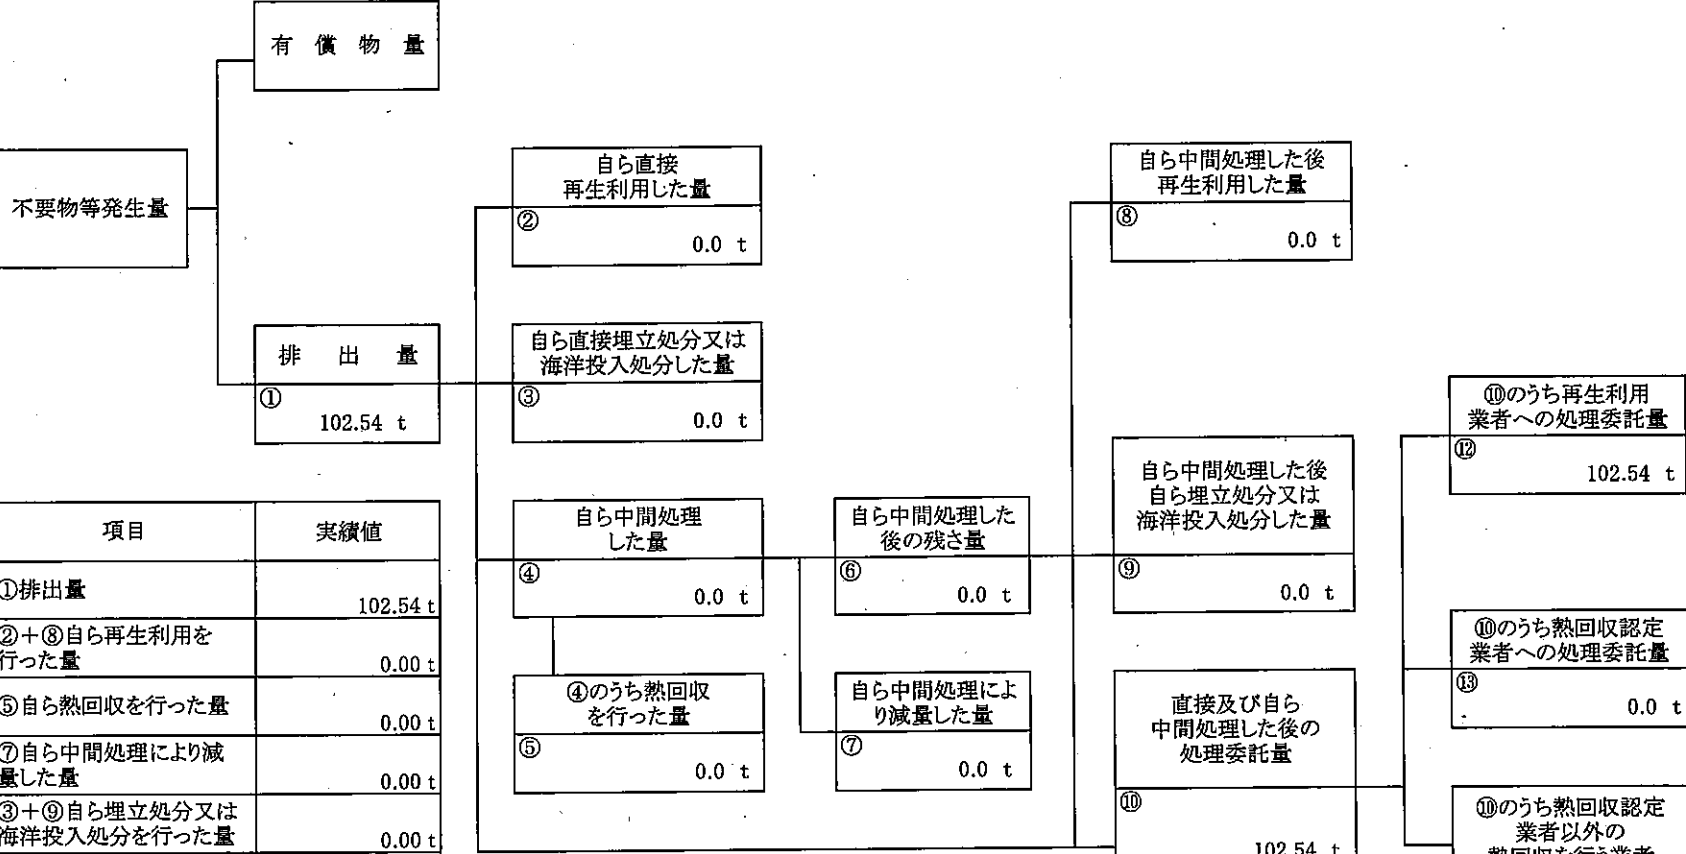 有償物量
不要物等発生量
排出量
①
102.54 t
自ら直接
再生利用した量
②
0.0 t
自ら直接埋立処分又は
海洋投入処分した量
③
0.0 t
自ら中間処理
した量
④
0.0 t
④のうち熱回収
を行った量
⑤
0.0 t
自ら中間処理した
後の残さ量
⑥
0.0 t
自ら中間処理によ
り減量した量
⑦
0.0 t
自ら中間処理した後
再生利用した量
⑧
0.0 t
自ら中間処理した後
自ら埋立処分又は
海洋投入処分した量
⑨
0.0 t
直接及び自ら
中間処理した後の
処理委託量
⑩
102.54 t
⑩のうち再生利用
業者への処理委託量
⑫
102.54 t
⑩のうち熱回収認定
業者への処理委託量
⑬
0.0 t
⑩のうち熱回収認定
業者以外の
熱回収を行う業者
項目 実績値
①排出量 102.54 t
②+⑧自ら再生利用を
行った量 0.00 t
⑤自ら熱回収を行った量 0.00 t
⑦自ら中間処理により減
量した量 0.00 t
③+⑨自ら埋立処分又は
海洋投入処分を行った量 0.00 t